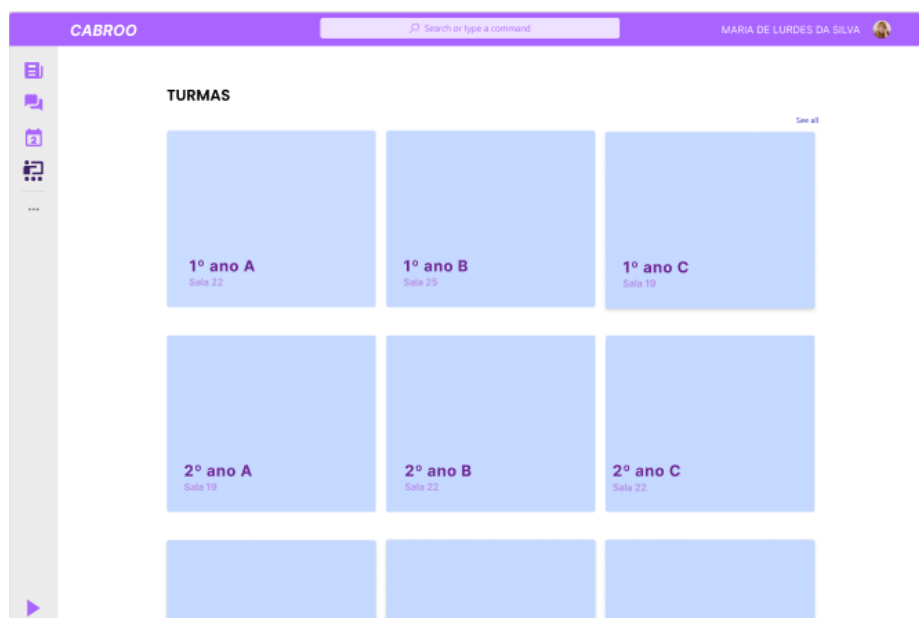 CABROO
Search or type a command
MARIA DE LURDES DA SILVA
2
TURMAS
See all
1º ano A
Sala 22
1º ano B
Sala 25
1º ano C
Sala 19
2º ano A
Sala 19
2º ano B
Sala 22
2º ano C
Sala 22